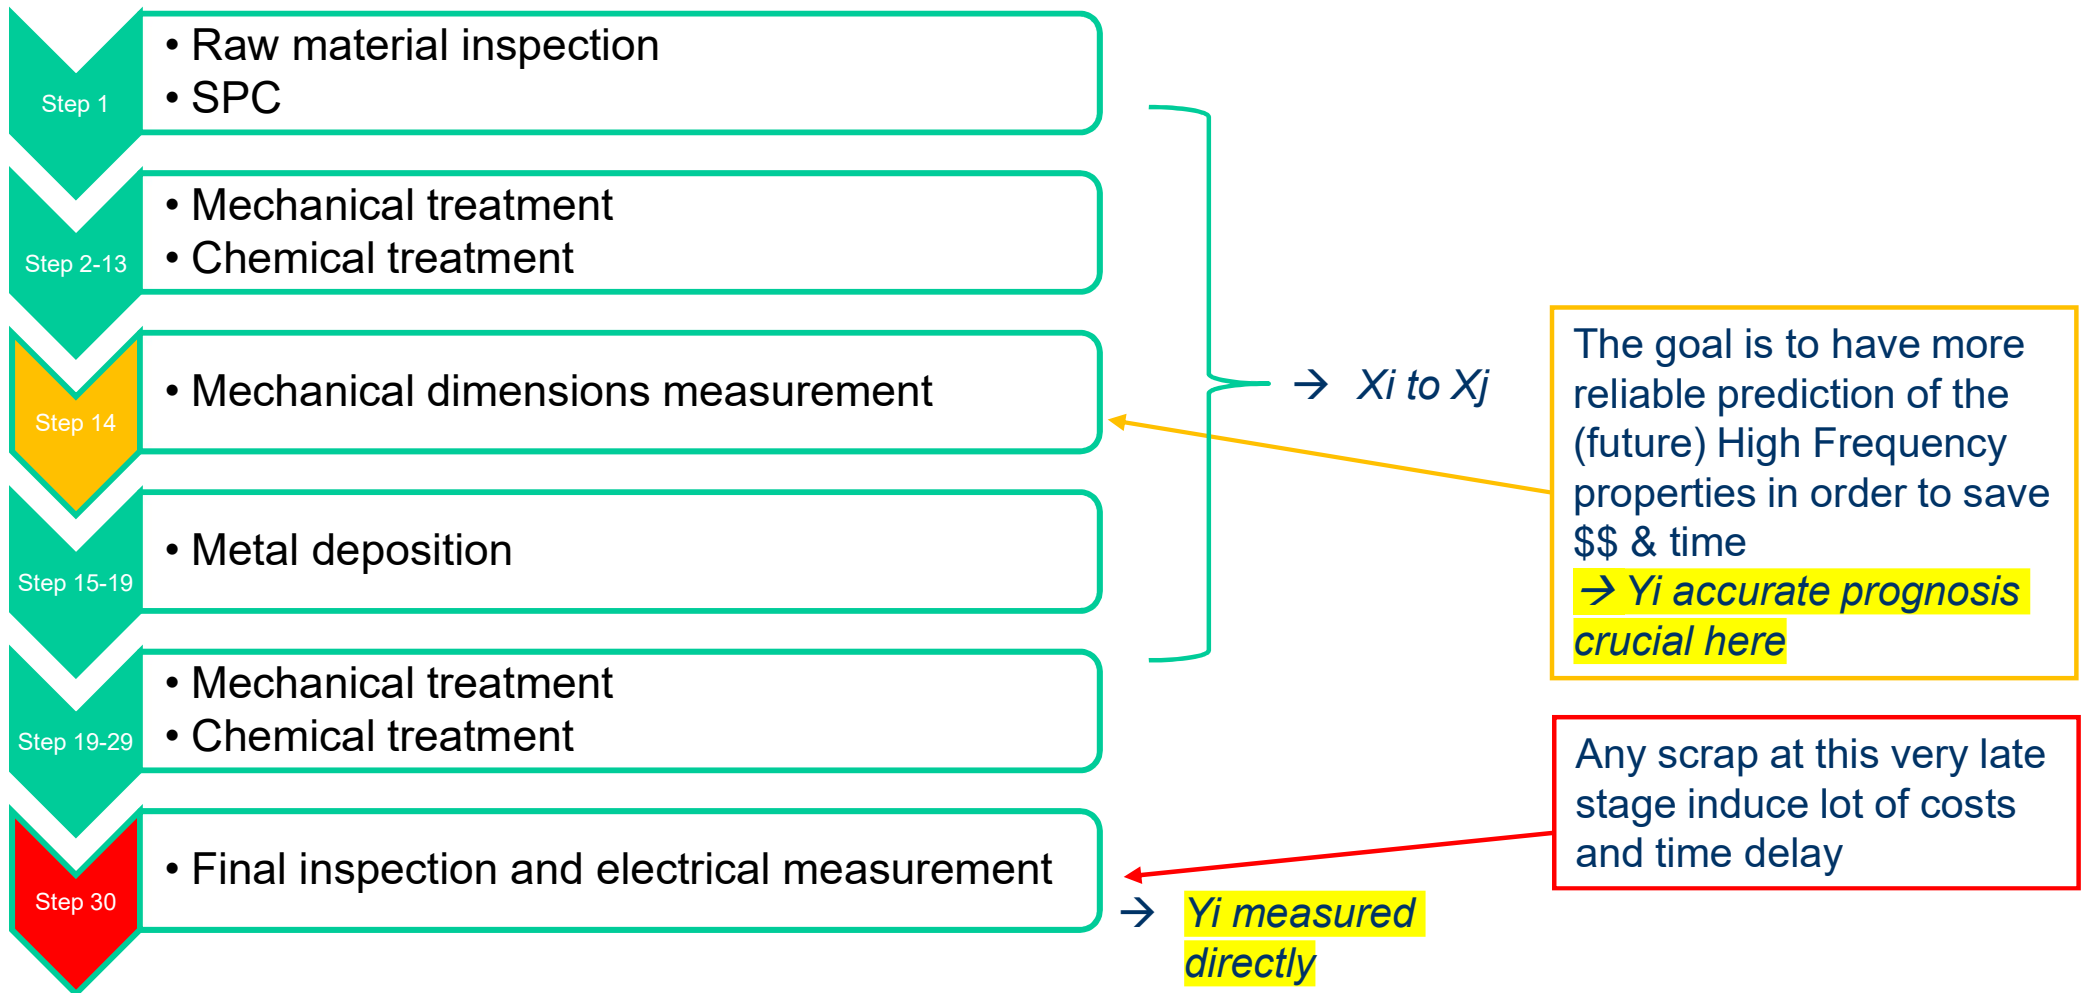 Step 1
• Raw material inspection
• SPC
Step 2-13
• Mechanical treatment
• Chemical treatment
Step 14
• Mechanical dimensions measurement
Step 15-19
• Metal deposition
Step 19-29
• Mechanical treatment
• Chemical treatment
Step 30
• Final inspection and electrical measurement
→ Xi to Xj
The goal is to have more
reliable prediction of the
(future) High Frequency
properties in order to save
$$ & time
→ Yi accurate prognosis
crucial here
Any scrap at this very late
stage induce lot of costs
and time delay
→ Yi measured
directly